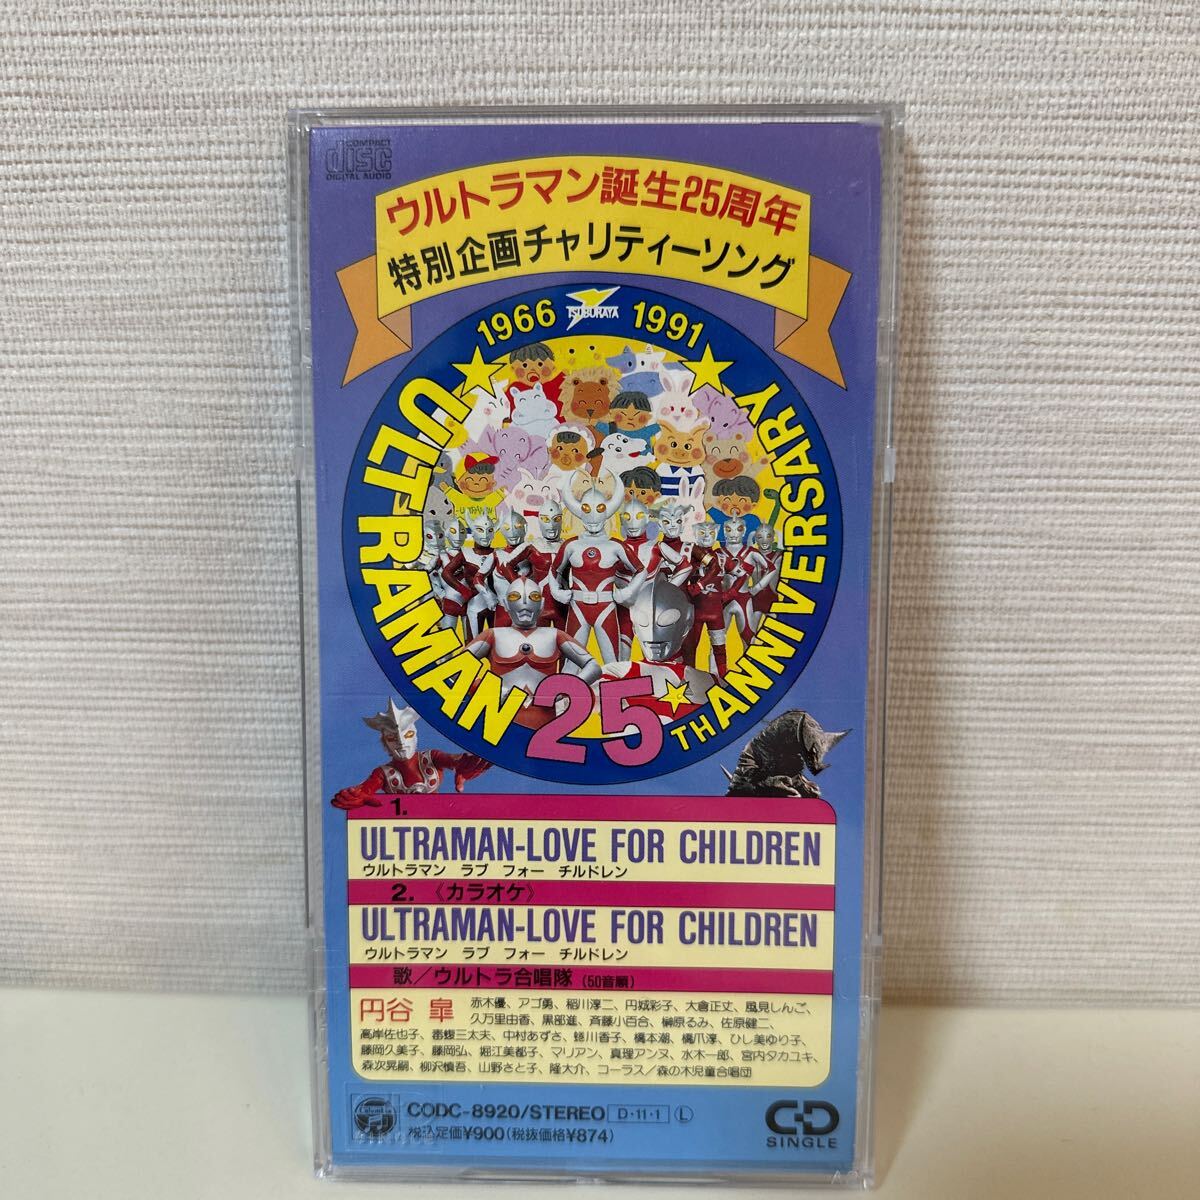 COMPACT
disc
DIGITAL AUDIO
ウルトラマン誕生25周年
特別企画チャリティーソング
1966 TSUBURAYA 1991
ULTRAMAN 25TH ANNIVERSARY
1.
ULTRAMAN-LOVE FOR CHILDREN
ウルトラマン ラブ フォー チルドレン
2.《カラオケ》
ULTRAMAN-LOVE FOR CHILDREN
ウルトラマン ラブ フォー チルドレン
歌／ウルトラ合唱隊(50音順)
円谷 皐 赤木優、アゴ勇、稲川淳二、円城彩子、大倉正丈、風見しんご、
久万里由香、黒部進、斉藤小百合、榊原るみ、佐原健二、
高岸佐也子、毒蝮三太夫、中村あずさ、蜷川香子、橋本潮、橋爪淳、ひし美ゆり子、
藤岡久美子、藤岡弘、堀江美都子、マリアン、真理アンヌ、水木一郎、宮内タカユキ、
森次晃嗣、柳沢慎吾、山野さと子、隆大介、コーラス／森の木児童合唱団
Columbia
CODC-8920/STEREO D・11・1 L
税込定価¥900(税抜価格¥874)
CD
SINGLE